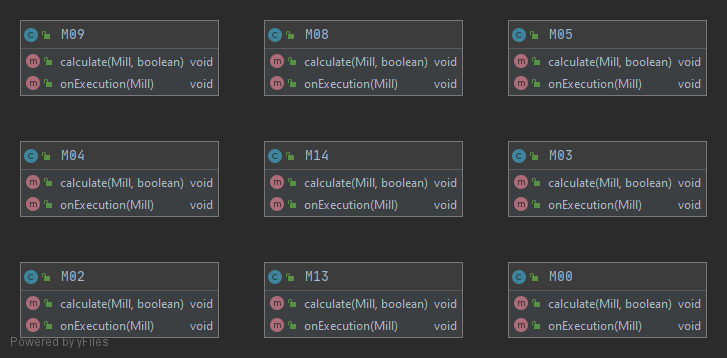 M09
calculate(Mill, boolean) void
onExecution(Mill) void
M08
calculate(Mill, boolean) void
onExecution(Mill) void
M05
calculate(Mill, boolean) void
onExecution(Mill) void
M04
calculate(Mill, boolean) void
onExecution(Mill) void
M14
calculate(Mill, boolean) void
onExecution(Mill) void
M03
calculate(Mill, boolean) void
onExecution(Mill) void
M02
calculate(Mill, boolean) void
onExecution(Mill) void
M13
calculate(Mill, boolean) void
onExecution(Mill) void
M00
calculate(Mill, boolean) void
onExecution(Mill) void
Powered by yFiles